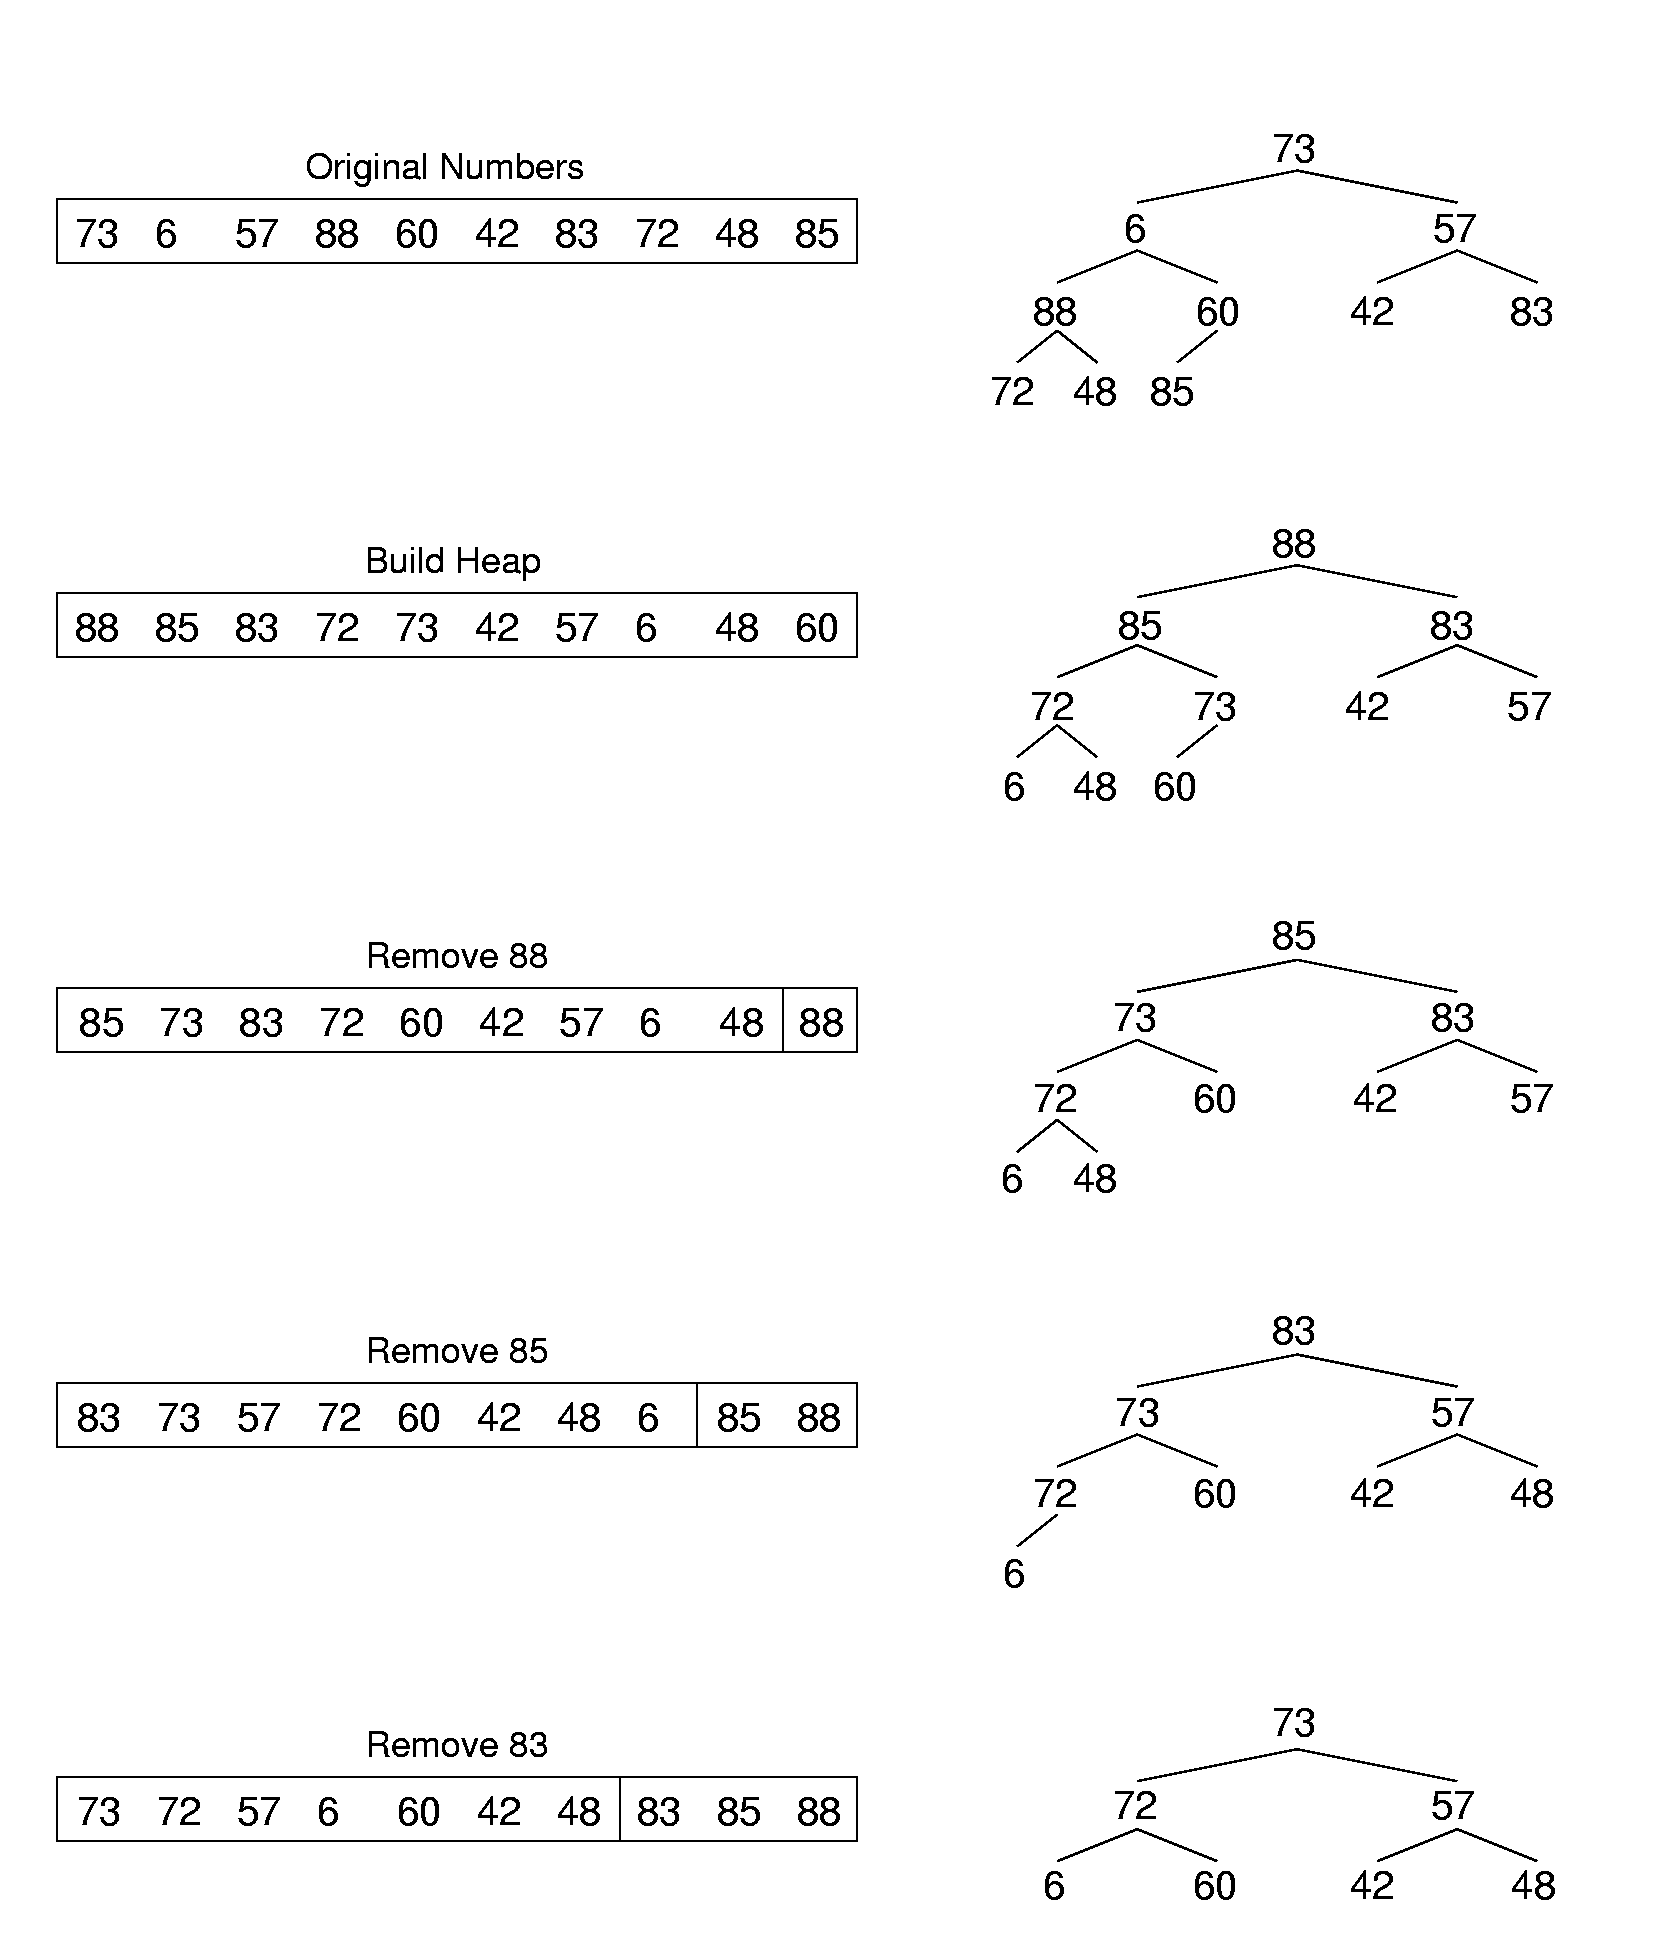 Original Numbers
73 6 57 88 60 42 83 72 48 85
73
6 57
88 60 42 83
72 48 85
Build Heap
88 85 83 72 73 42 57 6 48 60
88
85 83
72 73 42 57
6 48 60
Remove 88
85 73 83 72 60 42 57 6 48 88
85
73 83
72 60 42 57
6 48
Remove 85
83 73 57 72 60 42 48 6 85 88
83
73 57
72 60 42 48
6
Remove 83
73 72 57 6 60 42 48 83 85 88
73
72 57
6 60 42 48